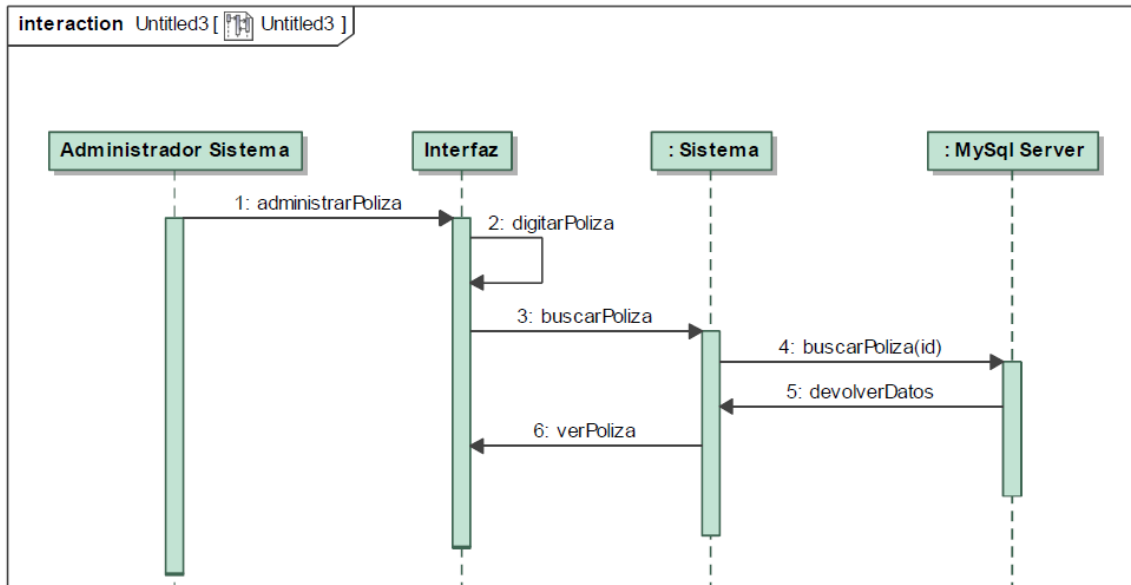 interaction Untitled3 [ Untitled3 ]
Administrador Sistema
Interfaz
: Sistema
: MySql Server
1: administrarPoliza
2: digitarPoliza
3: buscarPoliza
4: buscarPoliza(id)
5: devolverDatos
6: verPoliza